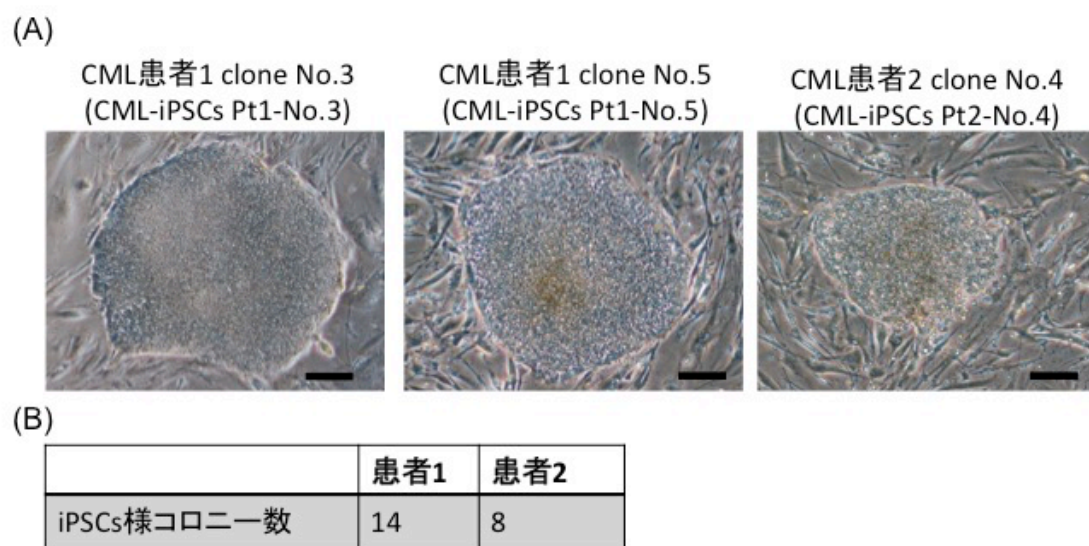 (A)
CML患者1 clone No.3
(CML-iPSCs Pt1-No.3)
CML患者1 clone No.5
(CML-iPSCs Pt1-No.5)
CML患者2 clone No.4
(CML-iPSCs Pt2-No.4)
(B)
患者1 患者2
iPSCs様コロニー数 14 8